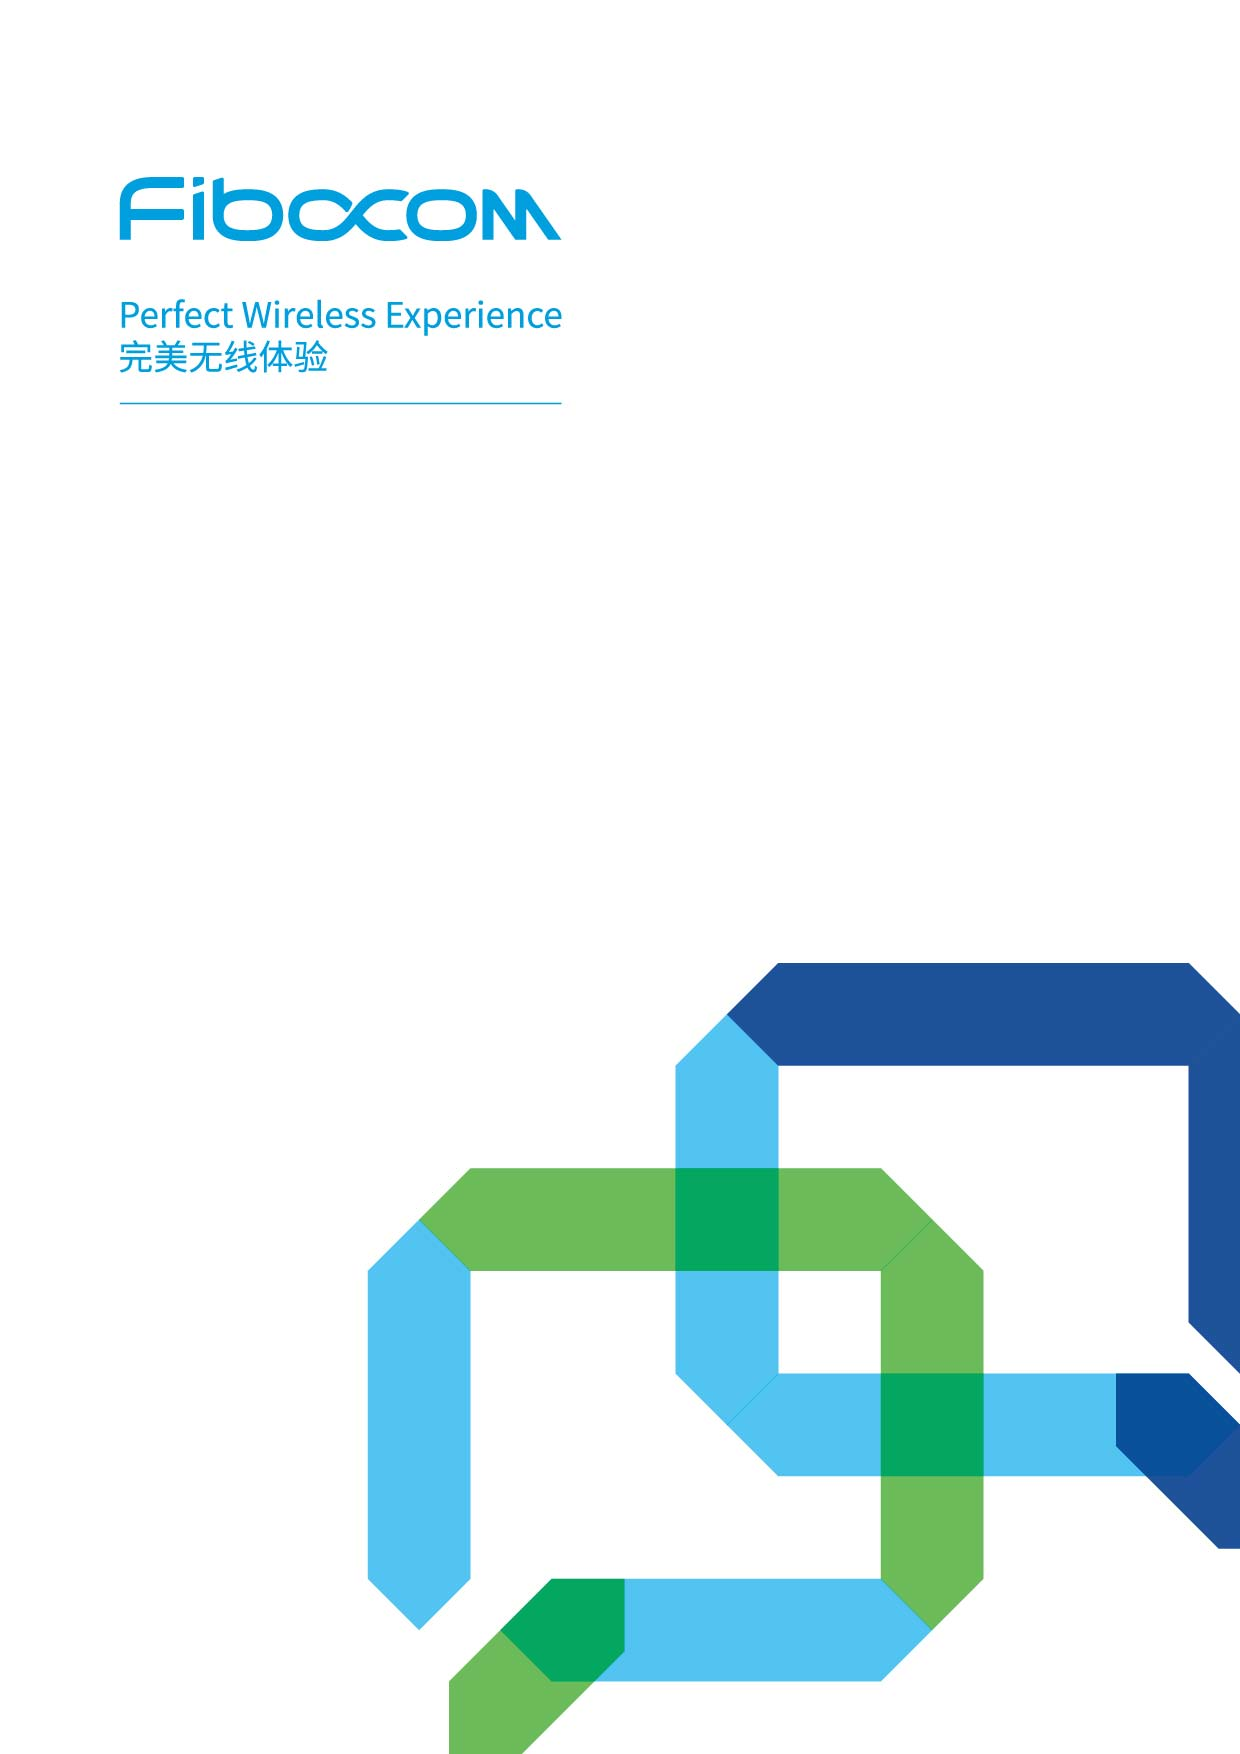 Fibocom
Perfect Wireless Experience
完美无线体验